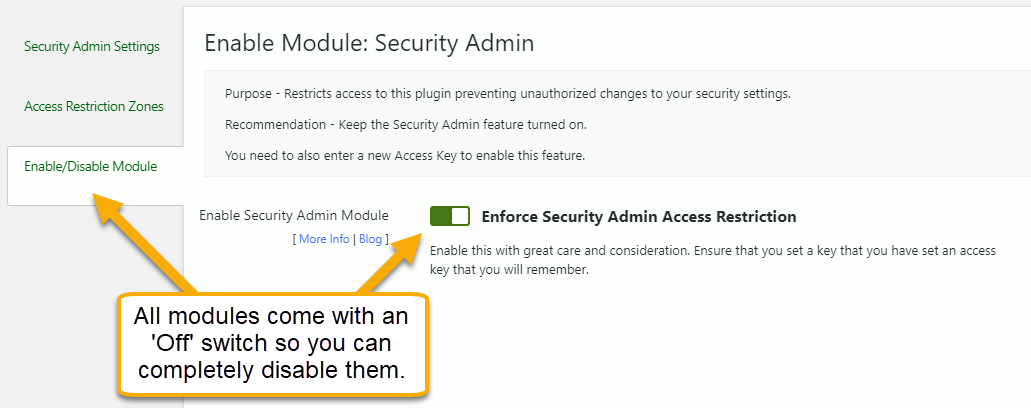 Security Admin Settings
Access Restriction Zones
Enable/Disable Module
Enable Module: Security Admin
Purpose - Restricts access to this plugin preventing unauthorized changes to your security settings.
Recommendation - Keep the Security Admin feature turned on.
You need to also enter a new Access Key to enable this feature.
Enable Security Admin Module
[ More Info | Blog ]
Enforce Security Admin Access Restriction
Enable this with great care and consideration. Ensure that you set a key that you have set an access
key that you will remember.
All modules come with an
'Off' switch so you can
completely disable them.